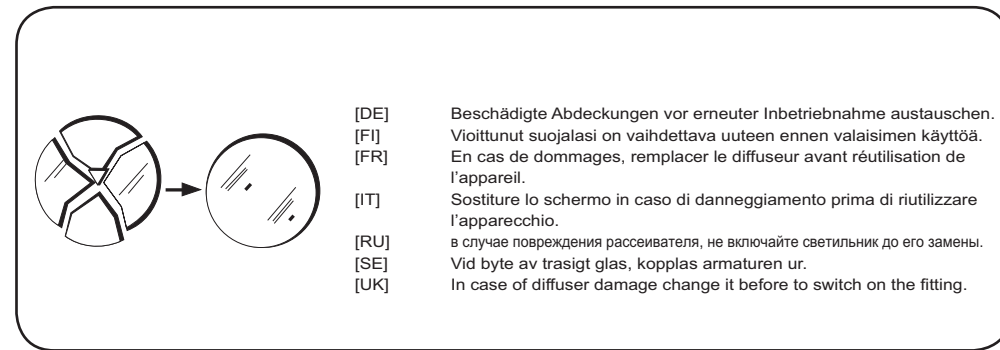 [DE] Beschädigte Abdeckungen vor erneuter Inbetriebnahme austauschen.
[FI] Vioittunut suojalasi on vaihdettava uuteen ennen valaisimen käyttöä.
[FR] En cas de dommages, remplacer le diffuseur avant réutilisation de
l’appareil.
[IT] Sostiture lo schermo in caso di danneggiamento prima di riutilizzare
l’apparecchio.
[RU] в случае повреждения рассеивателя, не включайте светильник до его замены.
[SE] Vid byte av trasigt glas, kopplas armaturen ur.
[UK] In case of diffuser damage change it before to switch on the fitting.